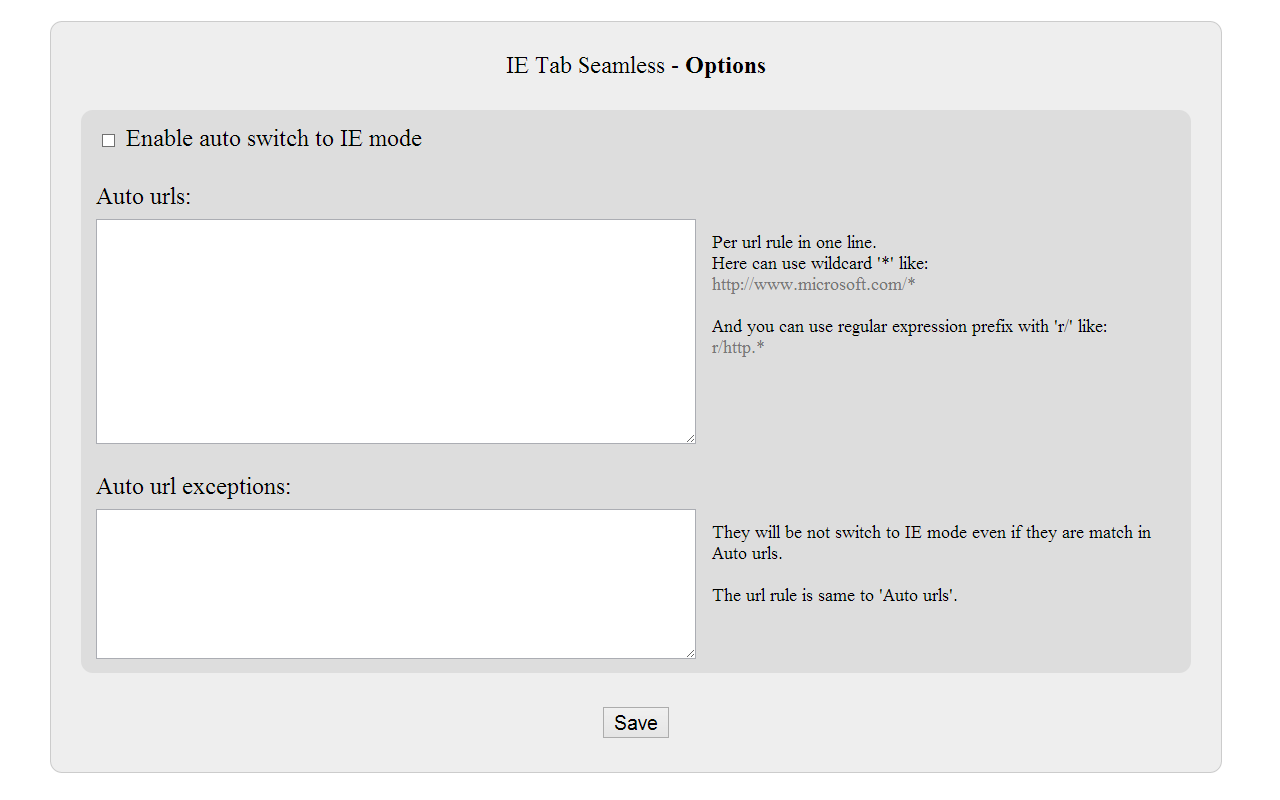 IE Tab Seamless - Options
Enable auto switch to IE mode
Auto urls:
Per url rule in one line.
Here can use wildcard '*' like:
http://www.microsoft.com/*
And you can use regular expression prefix with 'r/' like:
r/http.*
Auto url exceptions:
They will be not switch to IE mode even if they are match in
Auto urls.
The url rule is same to 'Auto urls'.
Save